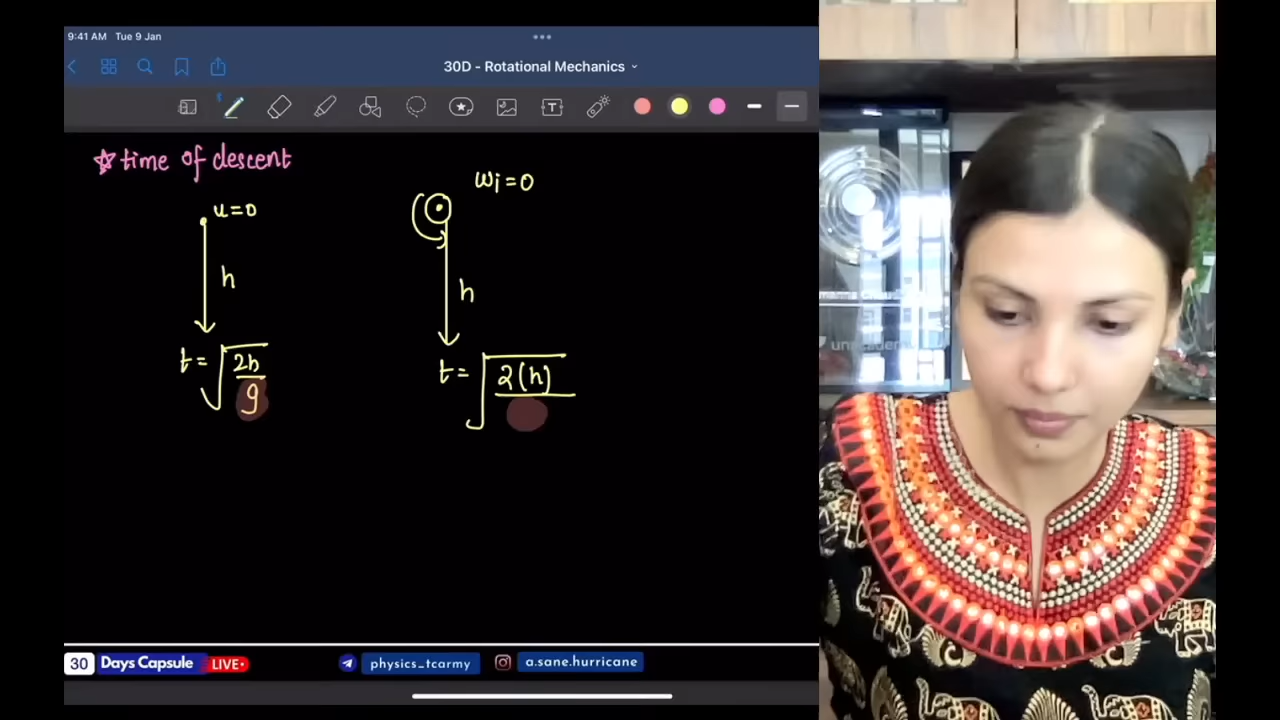 9:41 AM Tue 9 Jan
30D - Rotational Mechanics
☆ time of descent
u=0
h
t = √(2h/g)
ωi=0
h
t = √(2(h)/
30 Days Capsule LIVE
physics_tcarmy
a.sane.hurricane